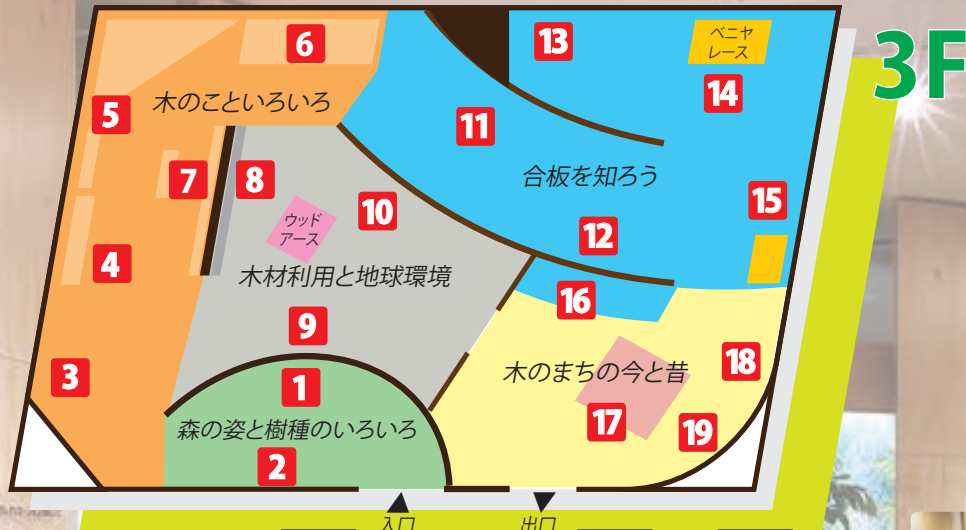 3F
6
13
ベニヤ
レース
14
5
木のこといろいろ
11
合板を知ろう
7
8
15
10
ウッド
アース
12
4
木材利用と地球環境
16
9
木のまちの今と昔
18
3
1
17
19
森の姿と樹種のいろいろ
2
入口
出口